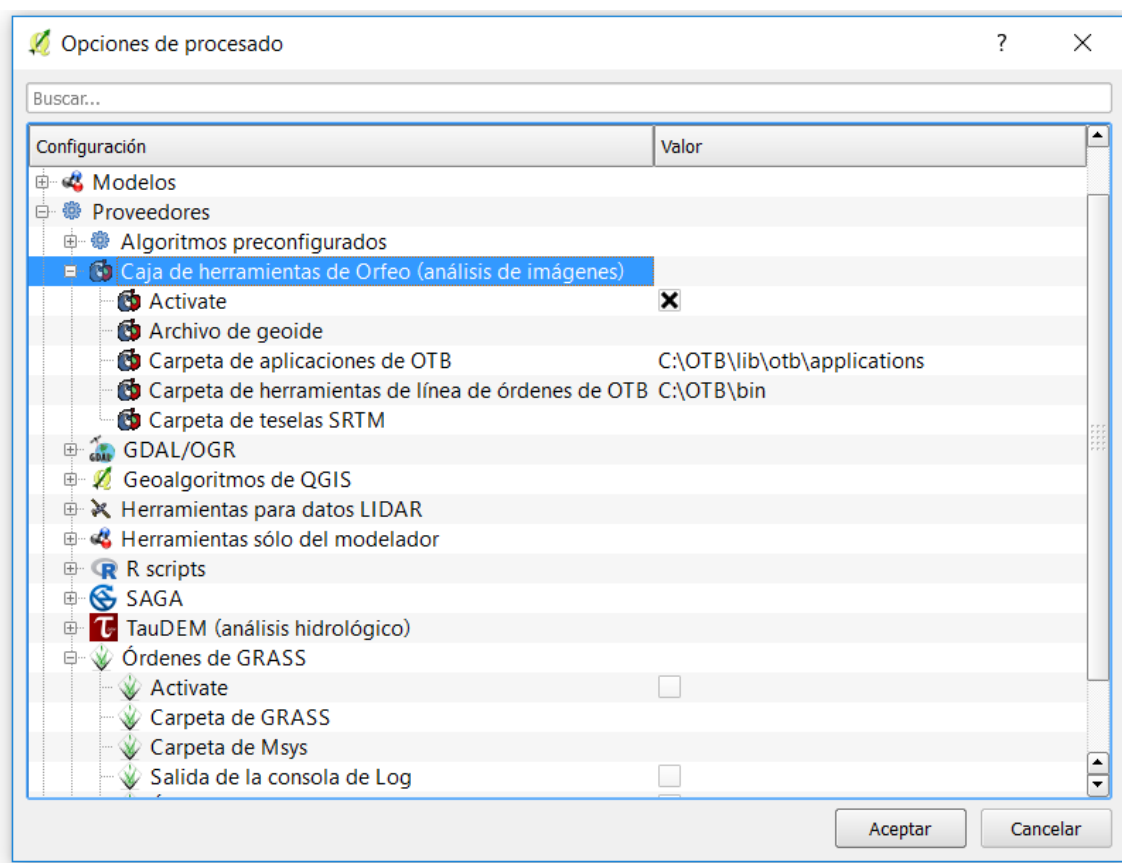 Opciones de procesado
Buscar...
Configuración Valor
Modelos
Proveedores
Algoritmos preconfigurados
Caja de herramientas de Orfeo (análisis de imágenes)
Activate
Archivo de geoide
Carpeta de aplicaciones de OTB C:\OTB\lib\otb\applications
Carpeta de herramientas de línea de órdenes de OTB C:\OTB\bin
Carpeta de teselas SRTM
GDAL/OGR
Geoalgoritmos de QGIS
Herramientas para datos LIDAR
Herramientas sólo del modelador
R scripts
SAGA
TauDEM (análisis hidrológico)
Órdenes de GRASS
Activate
Carpeta de GRASS
Carpeta de Msys
Salida de la consola de Log
Aceptar Cancelar